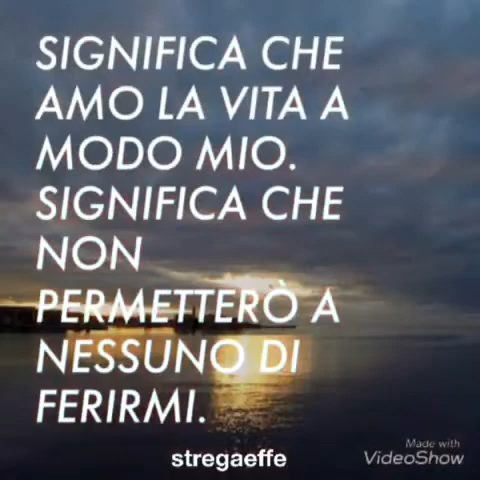 SIGNIFICA CHE
AMO LA VITA A
MODO MIO.
SIGNIFICA CHE
NON
PERMETTERÒ A
NESSUNO DI
FERIRMI.
stregaeffe
Made with
VideoShow